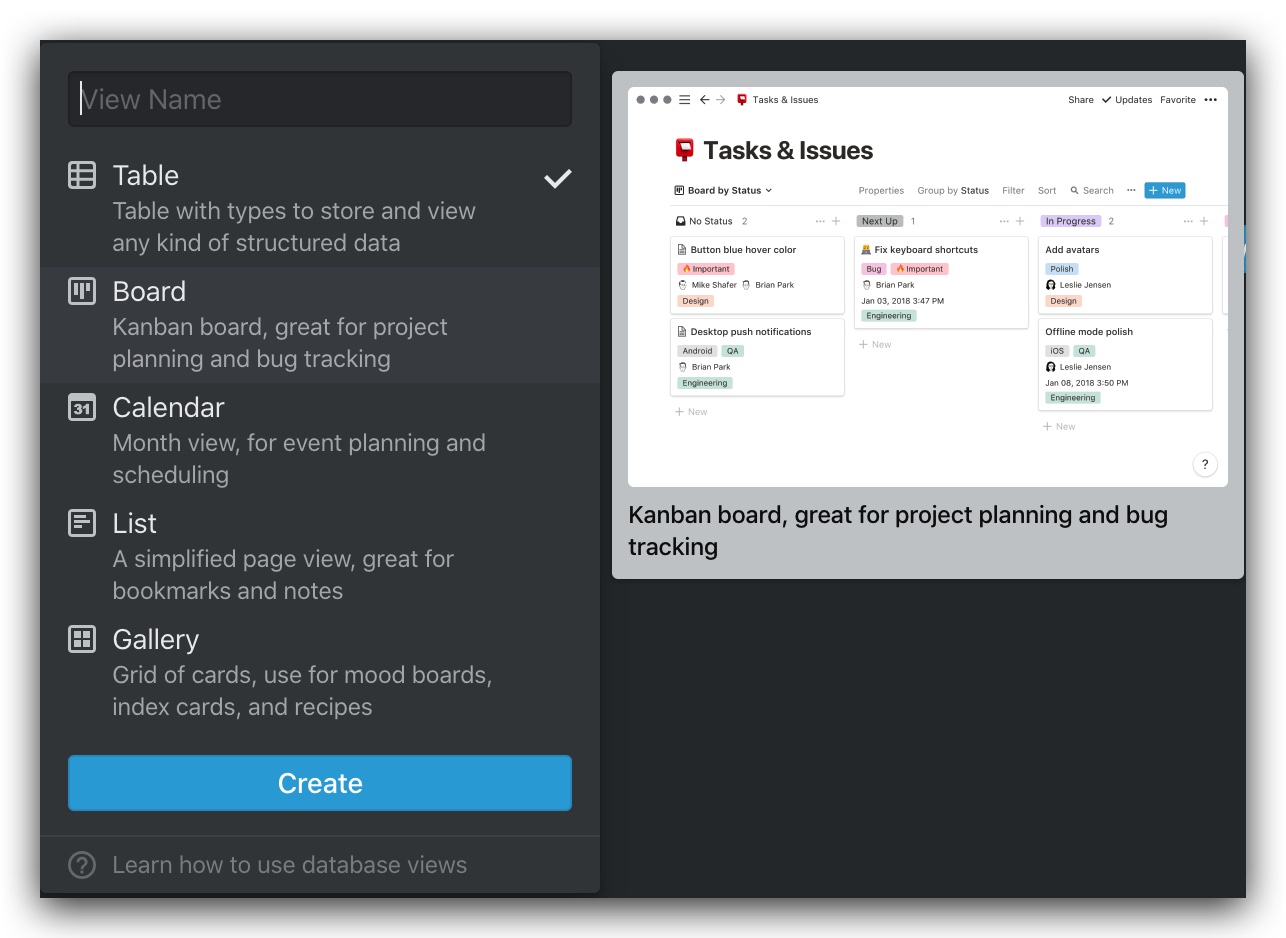 View Name
Table
Table with types to store and view
any kind of structured data
Board
Kanban board, great for project
planning and bug tracking
31
Calendar
Month view, for event planning and
scheduling
List
A simplified page view, great for
bookmarks and notes
Gallery
Grid of cards, use for mood boards,
index cards, and recipes
Create
? Learn how to use database views
Tasks & Issues
Share Updates Favorite •••
Tasks & Issues
Board by Status
Properties Group by Status Filter Sort Search ••• + New
No Status 2 ••• +
Button blue hover color
Important
Mike Shafer Brian Park
Design
Desktop push notifications
Android QA
Brian Park
Engineering
+ New
Next Up 1 ••• +
Fix keyboard shortcuts
Bug Important
Brian Park
Jan 03, 2018 3:47 PM
Engineering
+ New
In Progress 2 ••• +
Add avatars
Polish
Leslie Jensen
Design
Offline mode polish
iOS QA
Leslie Jensen
Jan 08, 2018 3:50 PM
Engineering
+ New
?
Kanban board, great for project planning and bug
tracking